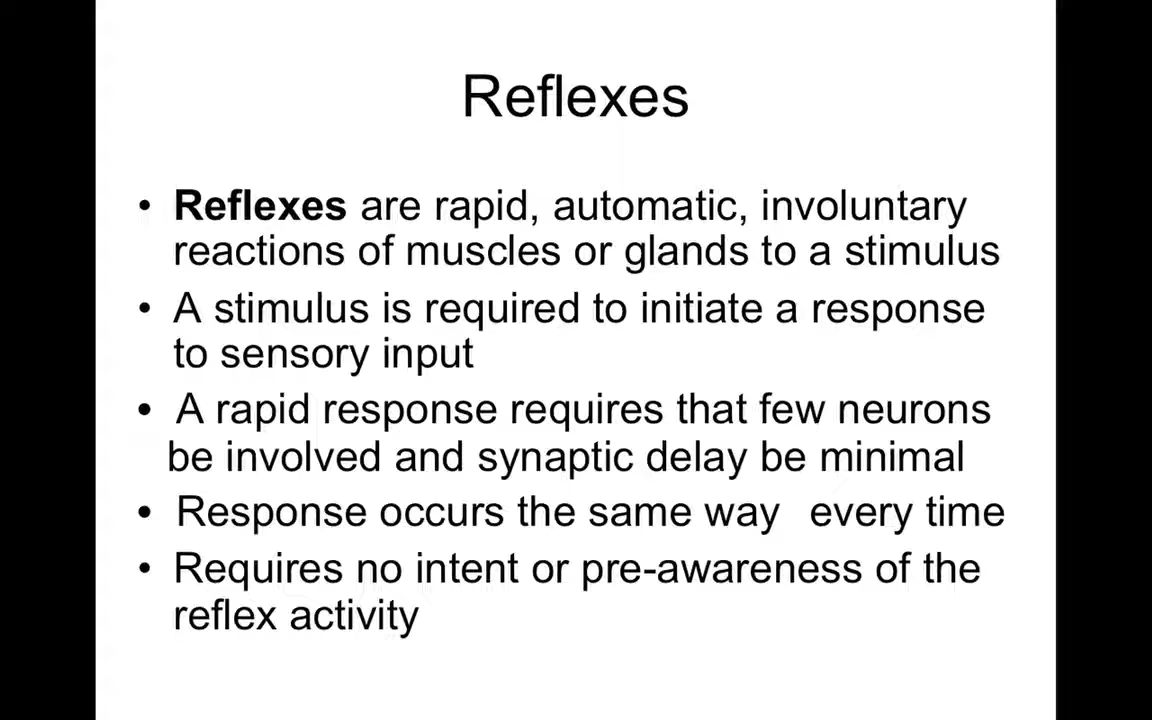 Reflexes
• Reflexes are rapid, automatic, involuntary
reactions of muscles or glands to a stimulus
• A stimulus is required to initiate a response
to sensory input
• A rapid response requires that few neurons
be involved and synaptic delay be minimal
• Response occurs the same way every time
• Requires no intent or pre-awareness of the
reflex activity